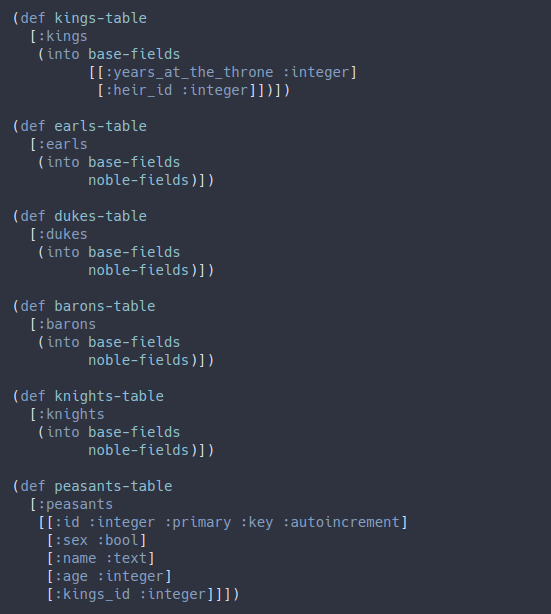 (def kings-table
  [:kings
   (into base-fields
         [[:years_at_the_throne :integer]
          [:heir_id :integer]])])

(def earls-table
  [:earls
   (into base-fields
         noble-fields)])

(def dukes-table
  [:dukes
   (into base-fields
         noble-fields)])

(def barons-table
  [:barons
   (into base-fields
         noble-fields)])

(def knights-table
  [:knights
   (into base-fields
         noble-fields)])

(def peasants-table
  [:peasants
   [[:id :integer :primary :key :autoincrement]
    [:sex :bool]
    [:name :text]
    [:age :integer]
    [:kings_id :integer]]])